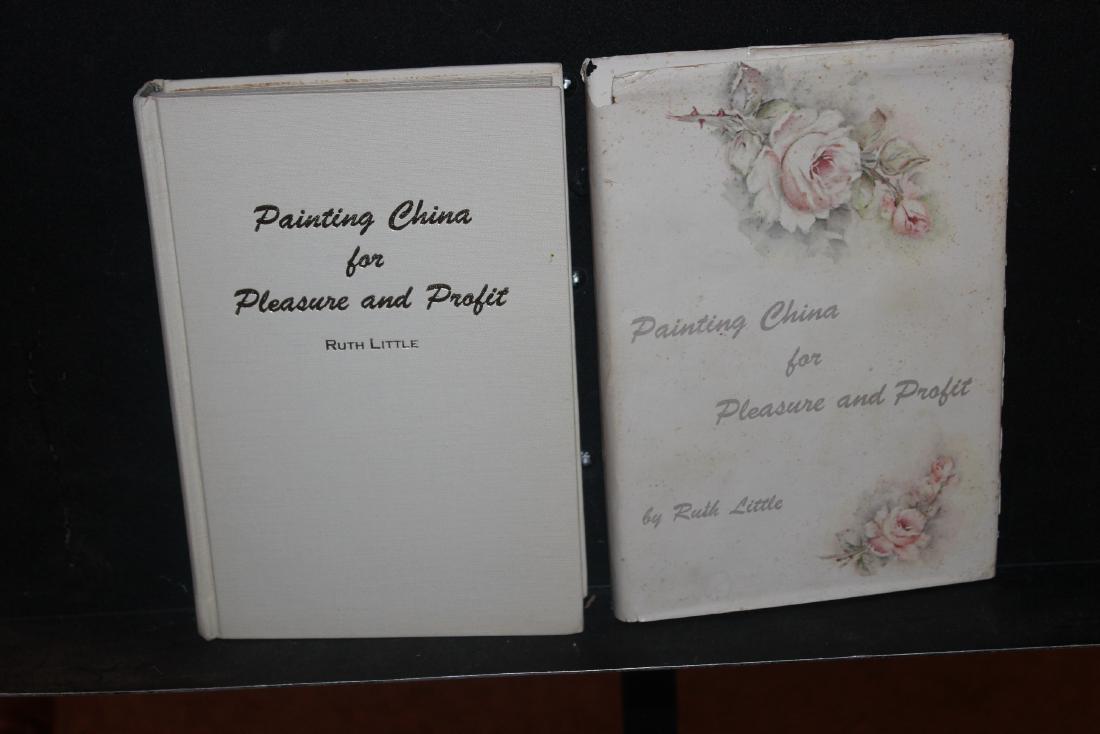 Painting China
for
Pleasure and Profit
Ruth Little
Painting China
for
Pleasure and Profit
by Ruth Little